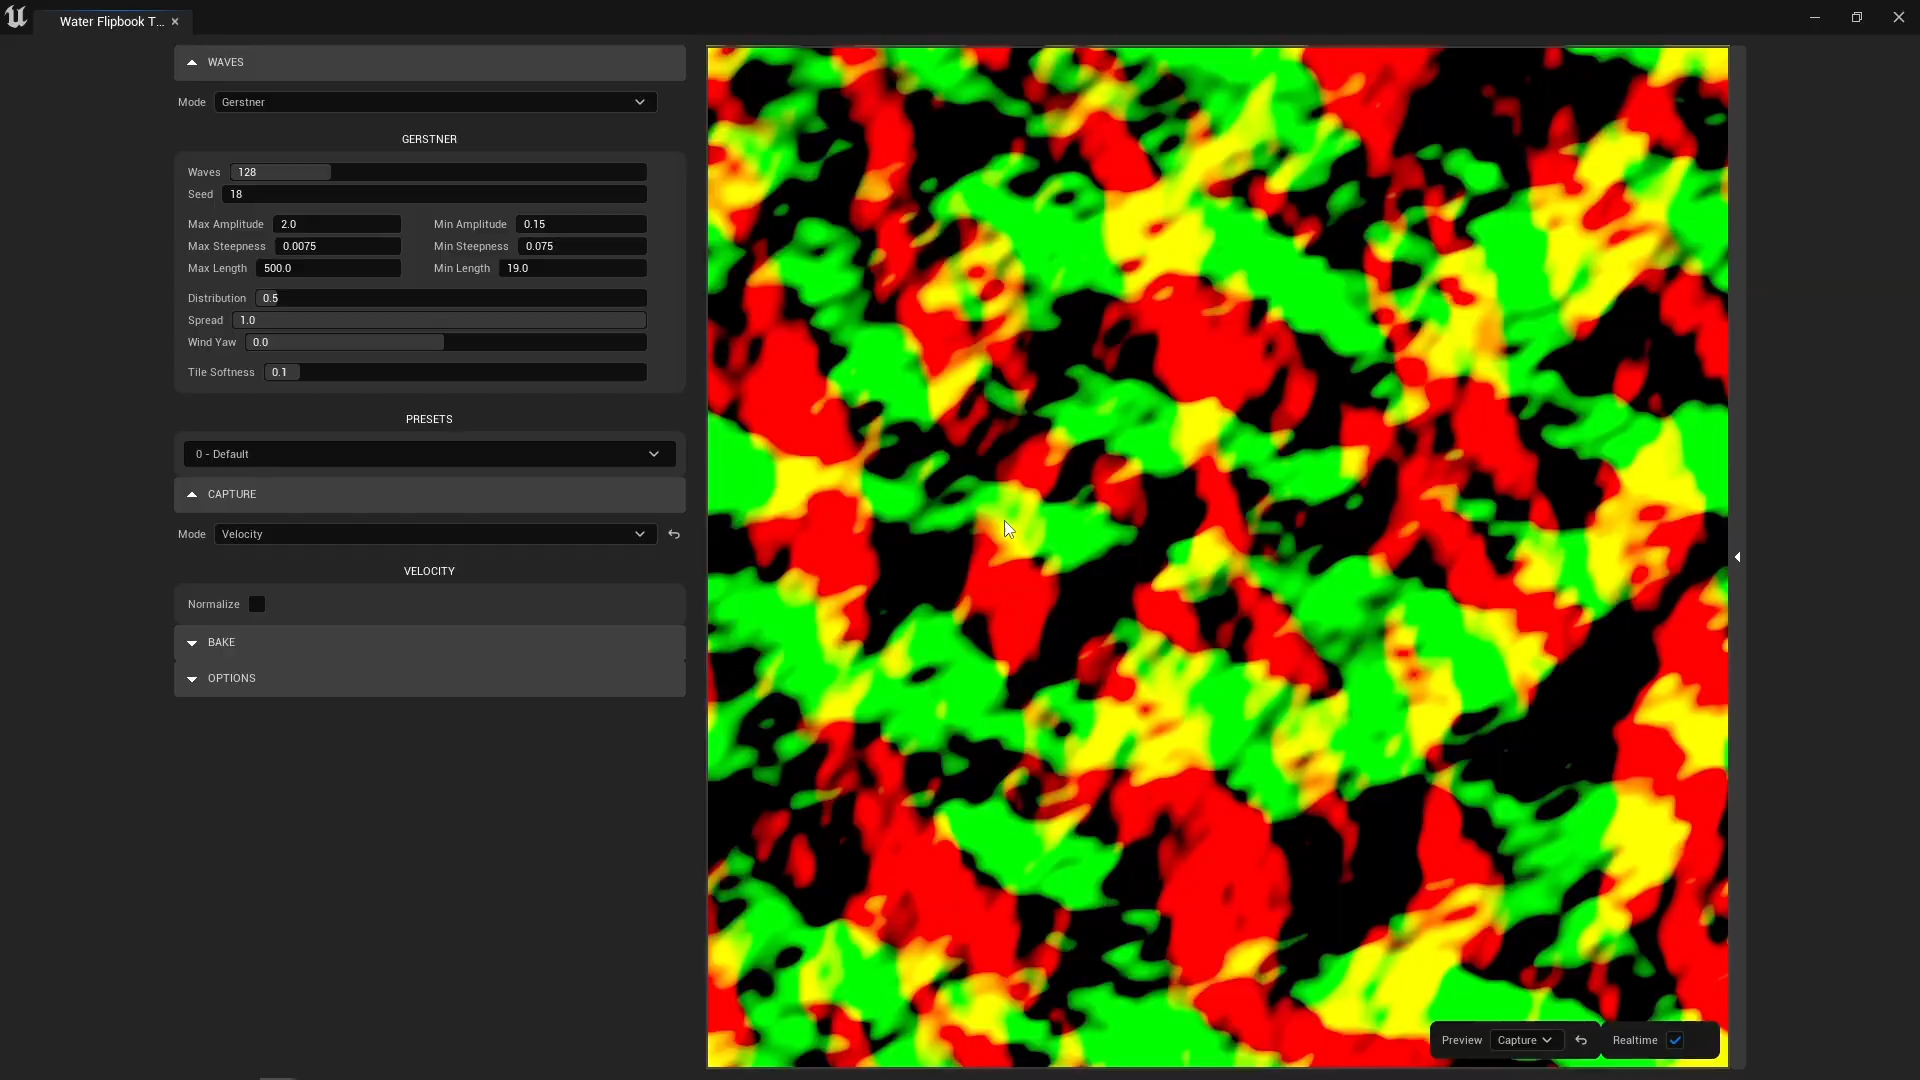 Water Flipbook T...
WAVES
Mode Gerstner
GERSTNER
Waves 128
Seed 18
Max Amplitude 2.0 Min Amplitude 0.15
Max Steepness 0.0075 Min Steepness 0.075
Max Length 500.0 Min Length 19.0
Distribution 0.5
Spread 1.0
Wind Yaw 0.0
Tile Softness 0.1
PRESETS
0 - Default
CAPTURE
Mode Velocity
VELOCITY
Normalize
BAKE
OPTIONS
Preview Capture Realtime